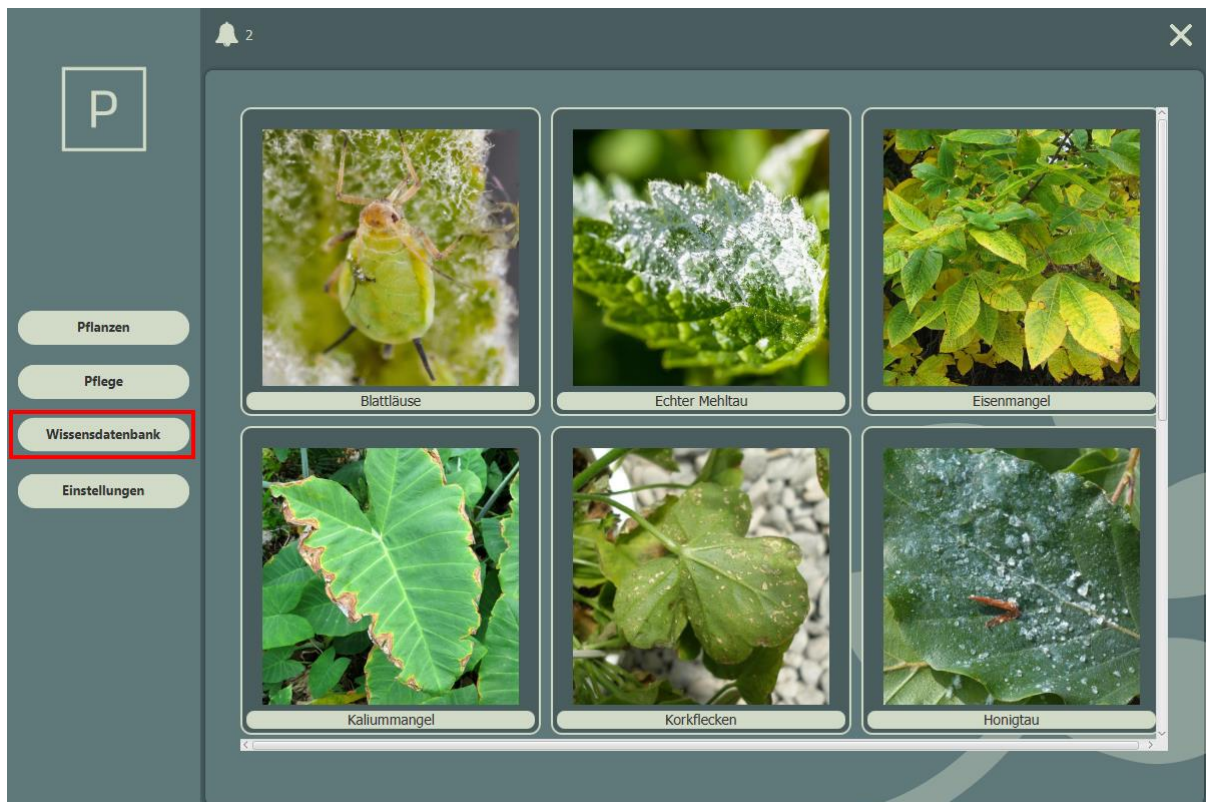 2
P
Pflanzen
Pflege
Wissensdatenbank
Einstellungen
Blattläuse
Echter Mehltau
Eisenmangel
Kaliummangel
Korkflecken
Honigtau